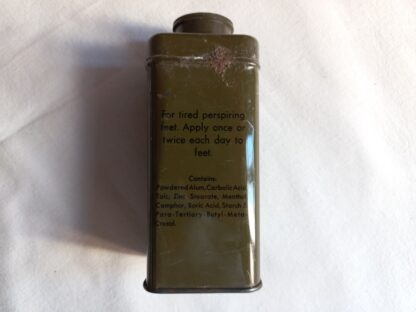 For tired perspiring
feet. Apply once or
twice each day to
feet.
Contains:
Powdered Alum, Carbolic Acid
Talc, Zinc Stearate, Menthol
Camphor, Boric Acid, Starch
Para-Tertiary-Butyl-Meta-
Cresol.